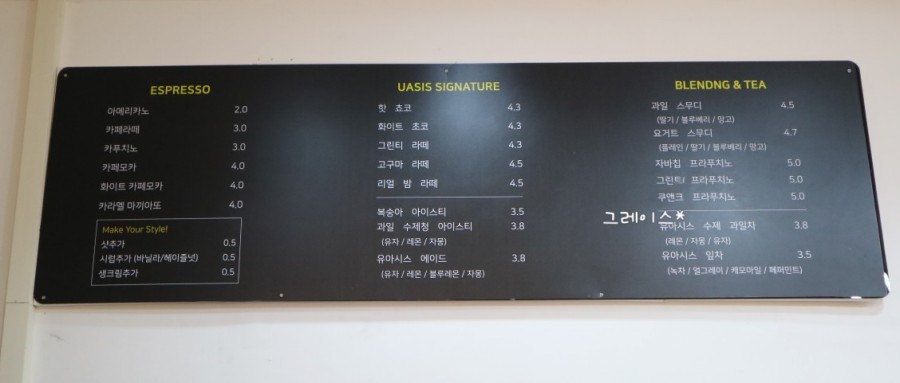 ESPRESSO
아메리카노 2.0
카페라떼 3.0
카푸치노 3.0
카페모카 4.0
화이트 카페모카 4.0
카라멜 마끼아또 4.0
Make Your Style!
샷추가 0.5
시럽추가 (바닐라/헤이즐넛) 0.5
생크림추가 0.5
UASIS SIGNATURE
핫 쵸코 4.3
화이트 초코 4.3
그린티 라떼 4.3
고구마 라떼 4.5
리얼 밤 라떼 4.5
복숭아 아이스티 3.5
과일 수제청 아이스티 3.8
(유자 / 레몬 / 자몽)
유아시스 에이드 3.8
(유자 / 레몬 / 블루레몬 / 자몽)
BLENDNG & TEA
과일 스무디 4.5
(딸기 / 블루베리 / 망고)
요거트 스무디 4.7
(플레인 / 딸기 / 블루베리 / 망고)
자바칩 프라푸치노 5.0
그린티 프라푸치노 5.0
쿠앤크 프라푸치노 5.0
그레이스*
유아시스 수제 과일차 3.8
(레몬 / 자몽 / 유자)
유아시스 잎차 3.5
(녹차 / 얼그레이 / 캐모마일 / 페퍼민트)